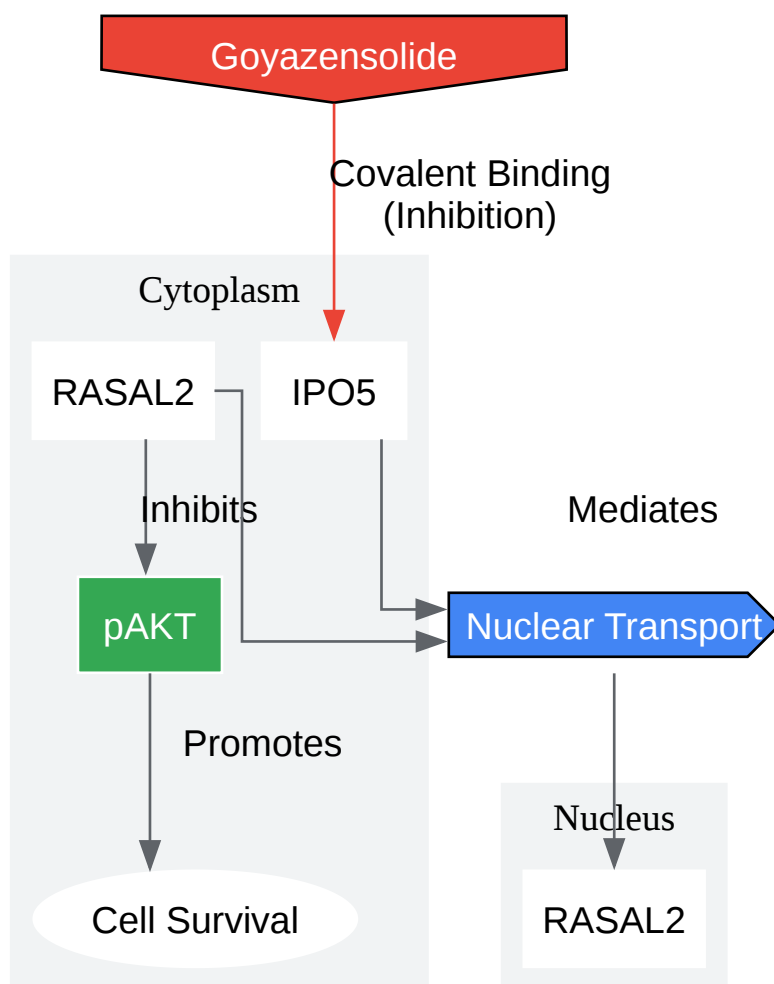 Goyazensolide
Covalent Binding
(Inhibition)
Cytoplasm
RASAL2
IPO5
Inhibits
Mediates
pAKT
Nuclear Transport
Promotes
Nucleus
Cell Survival
RASAL2